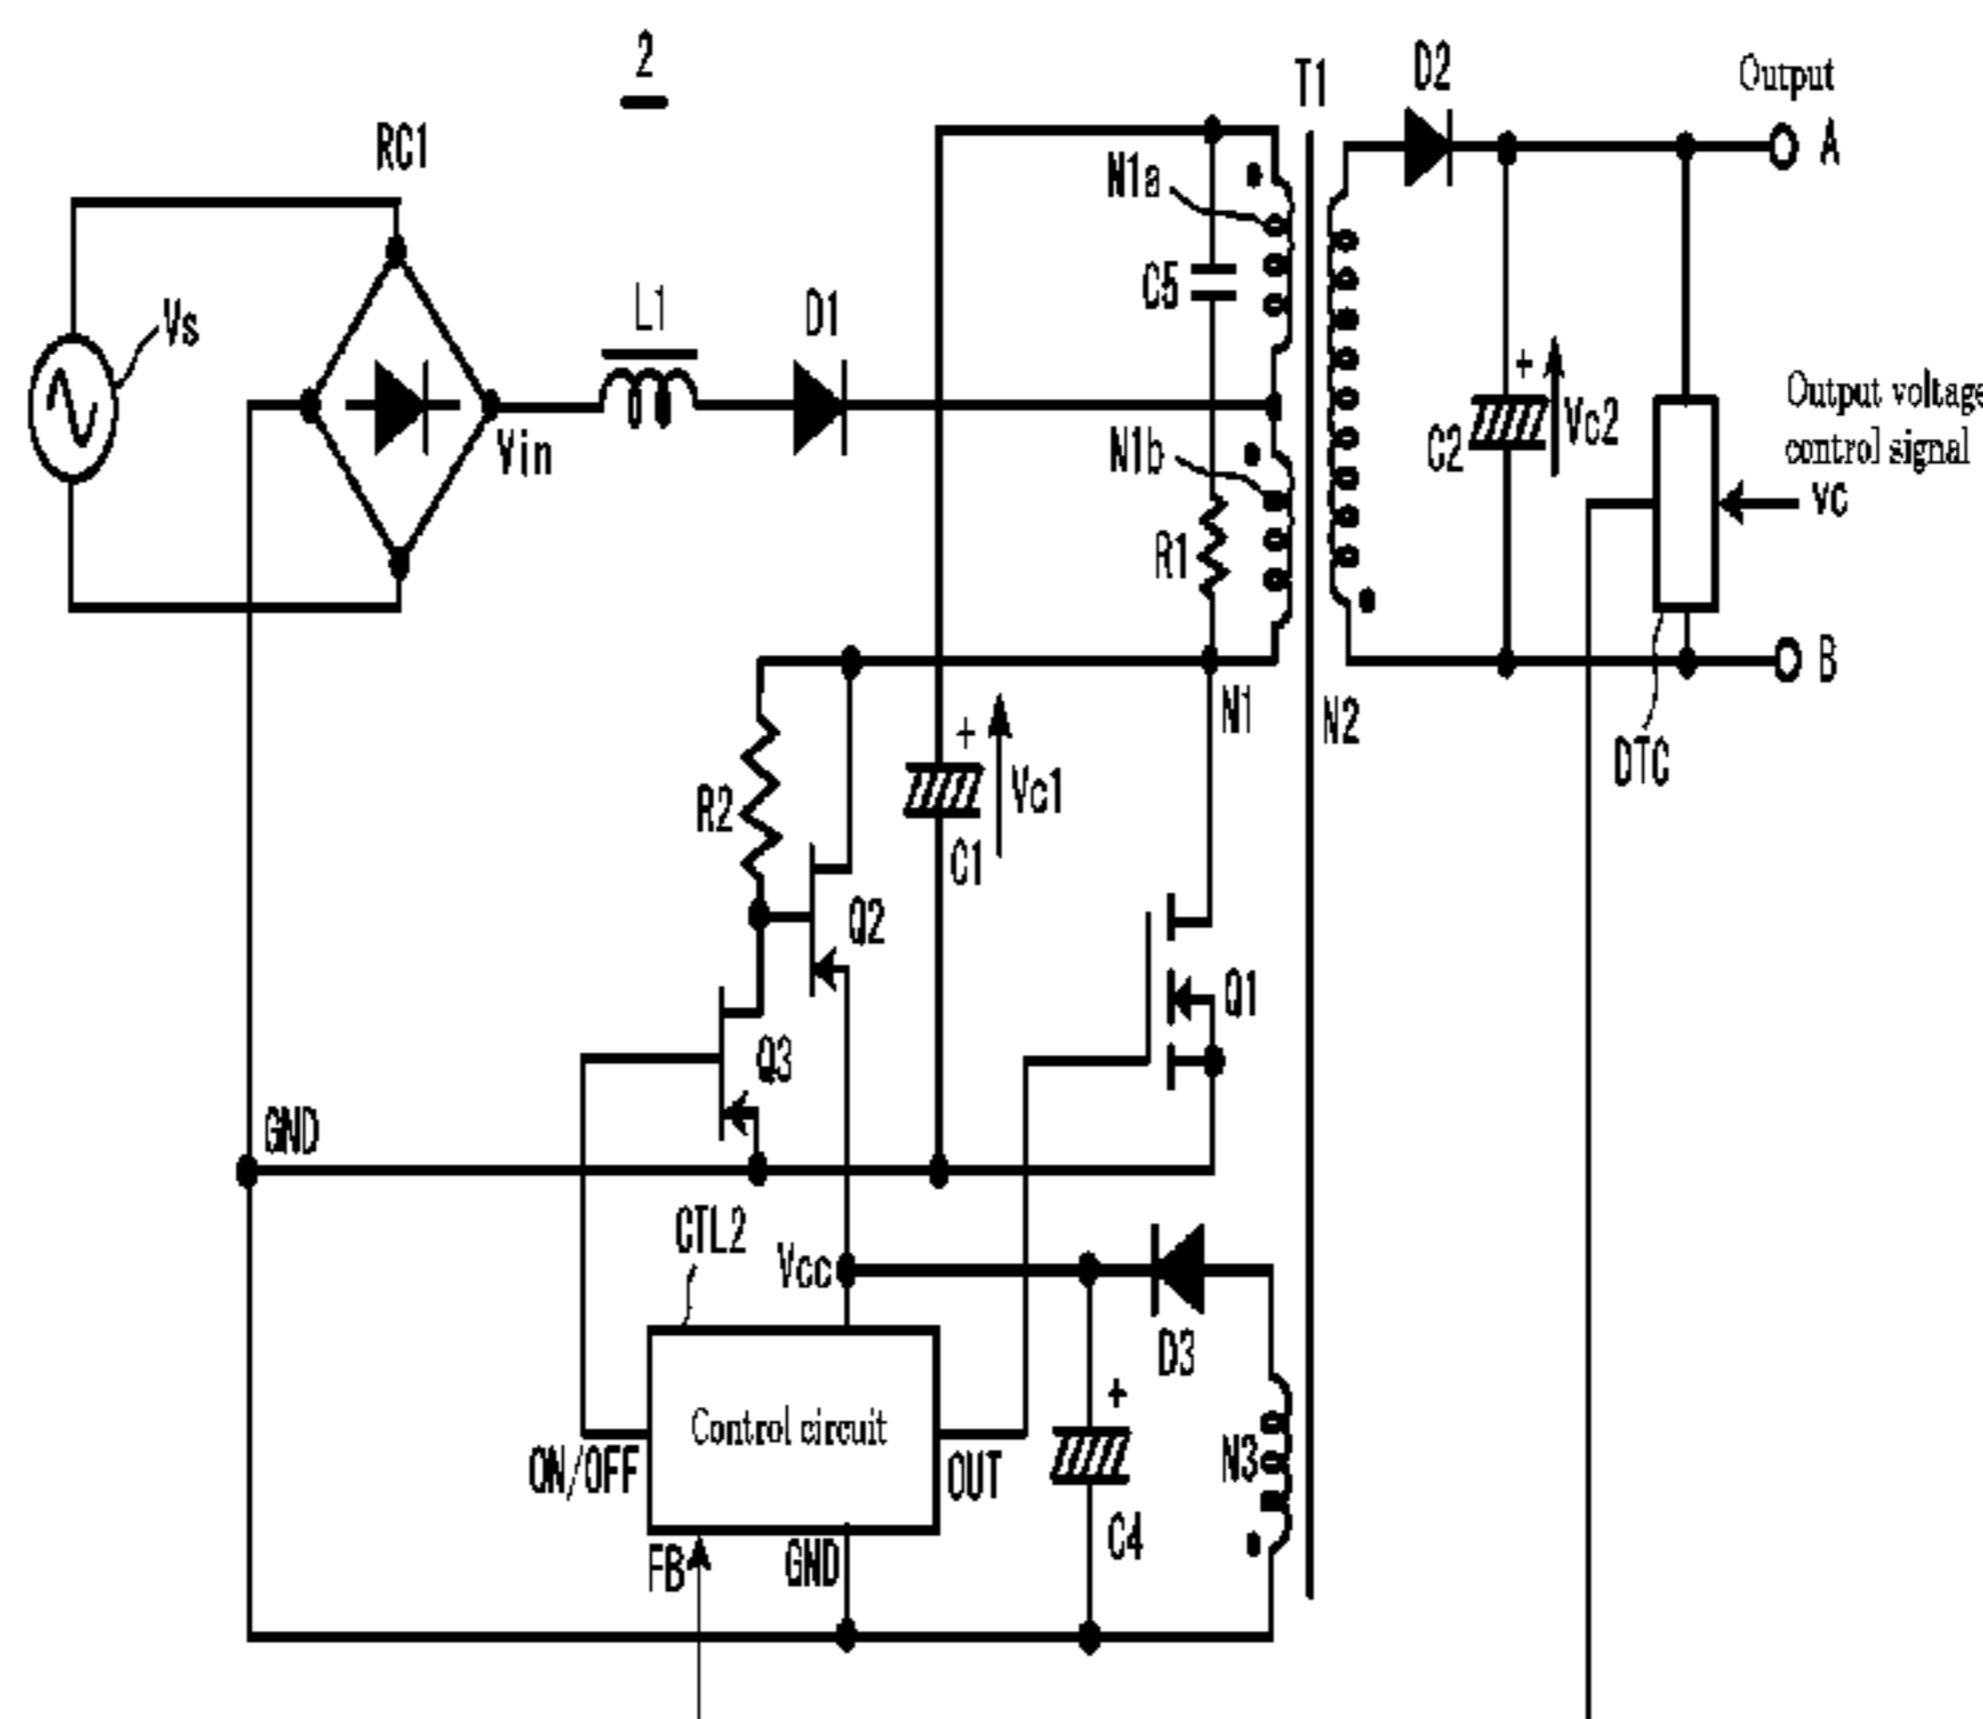 2
RC1
Vs
Vin
L1
D1
T1
D2
Output
A
N1a
C5
N1b
R1
C2
+
Vc2
Output voltage
control signal
VC
B
N1
N2
DTC
R2
+
Vc1
C1
Q2
Q1
Q3
GND
CTL2
Vcc
D3
Control circuit
ON/OFF
OUT
+
N3
C4
FB
GND